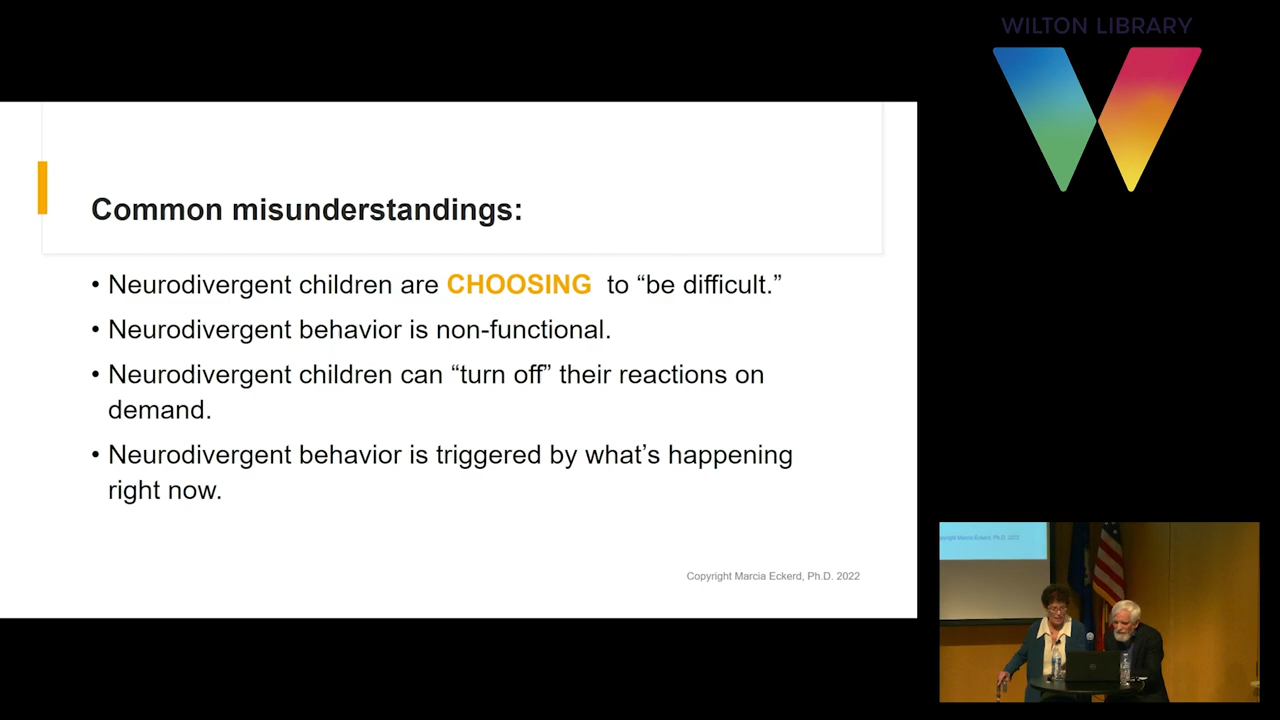 WILTON LIBRARY
Common misunderstandings:
• Neurodivergent children are CHOOSING to “be difficult.”
• Neurodivergent behavior is non-functional.
• Neurodivergent children can “turn off” their reactions on
demand.
• Neurodivergent behavior is triggered by what’s happening
right now.
Copyright Marcia Eckerd, Ph.D. 2022